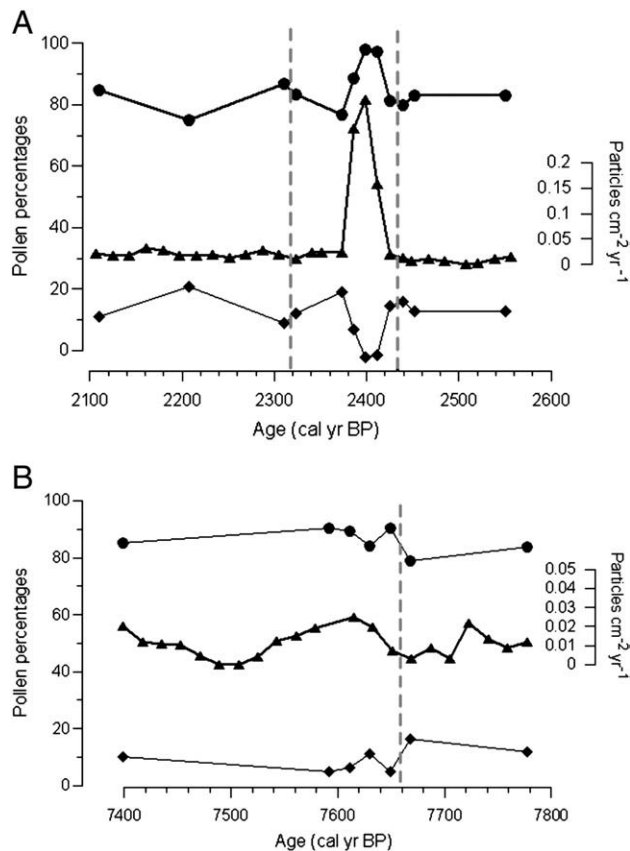 A
100
80
60
40
20
0
Pollen percentages
0.2
0.15
0.1
0.05
0
Particles cm-2 yr-1
2100 2200 2300 2400 2500 2600
Age (cal yr BP)
B
100
80
60
40
20
0
Pollen percentages
0.05
0.04
0.03
0.02
0.01
0
Particles cm-2 yr-1
7400 7500 7600 7700 7800
Age (cal yr BP)